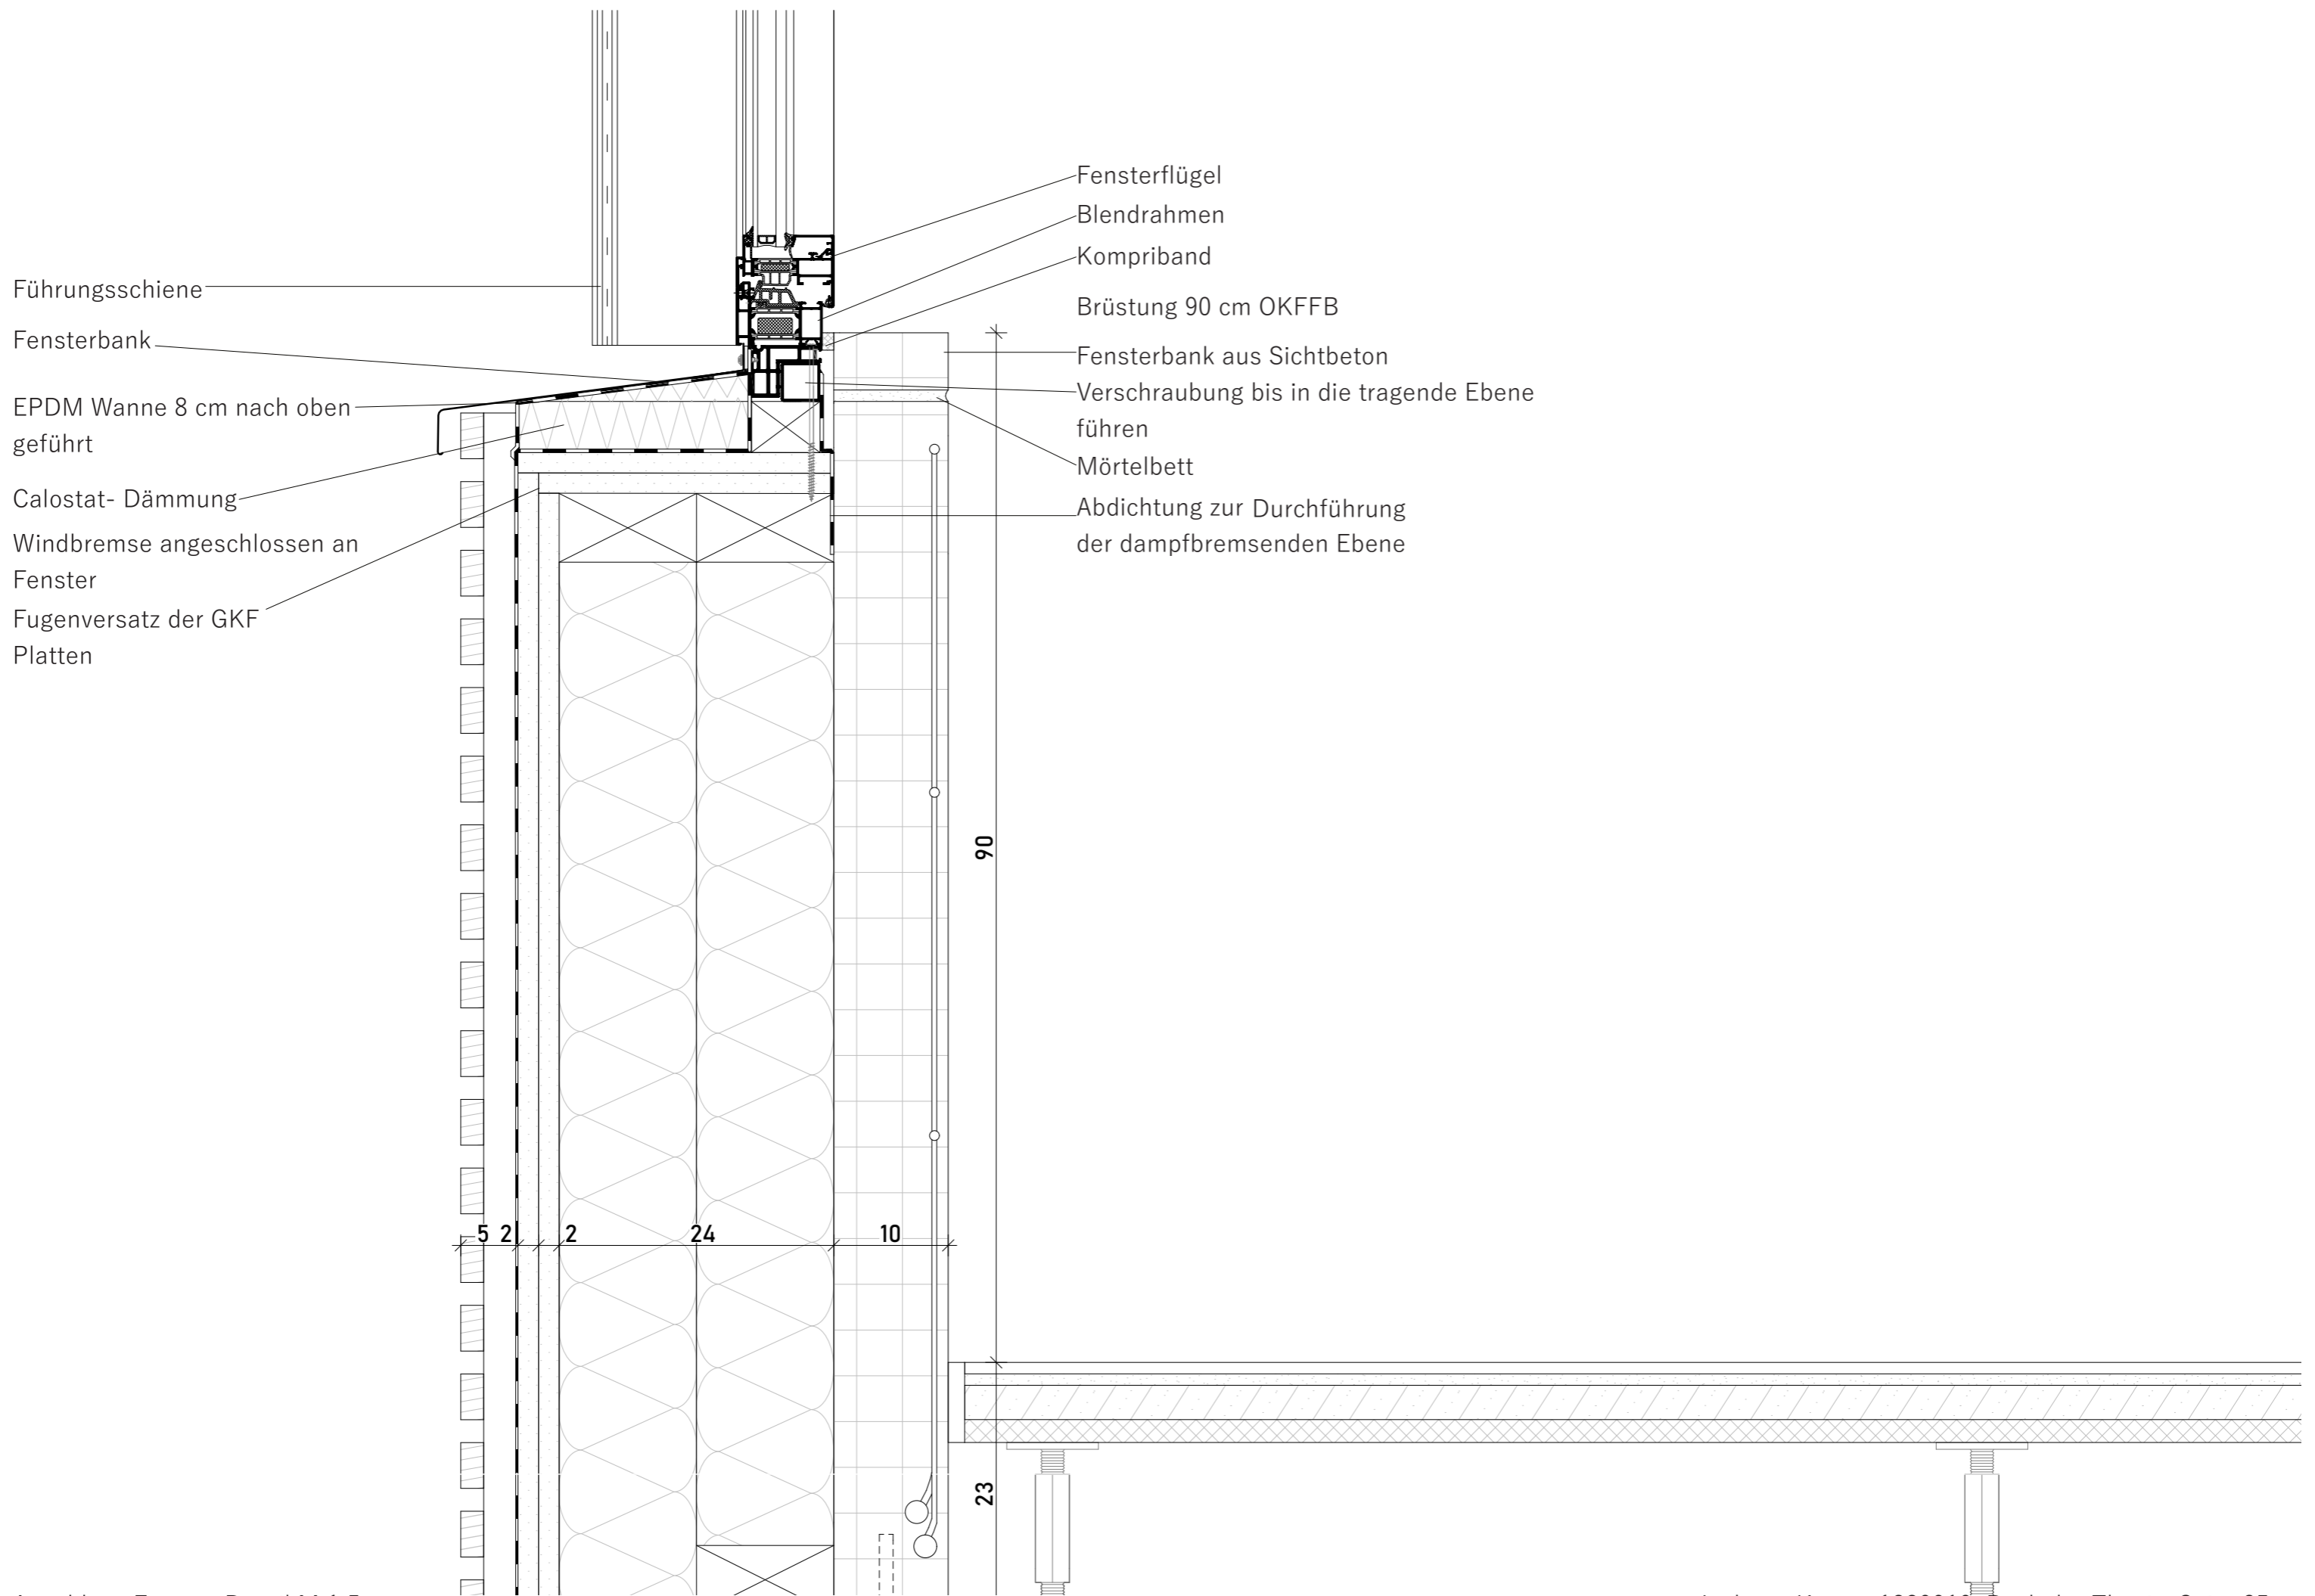 Führungsschiene
Fensterbank
EPDM Wanne 8 cm nach oben
geführt
Calostat- Dämmung
Windbremse angeschlossen an
Fenster
Fugenversatz der GKF
Platten
Fensterflügel
Blendrahmen
Kompriband
Brüstung 90 cm OKFFB
Fensterbank aus Sichtbeton
Verschraubung bis in die tragende Ebene
führen
Mörtelbett
Abdichtung zur Durchführung
der dampfbremsenden Ebene
90
5 2 2 24 10
23